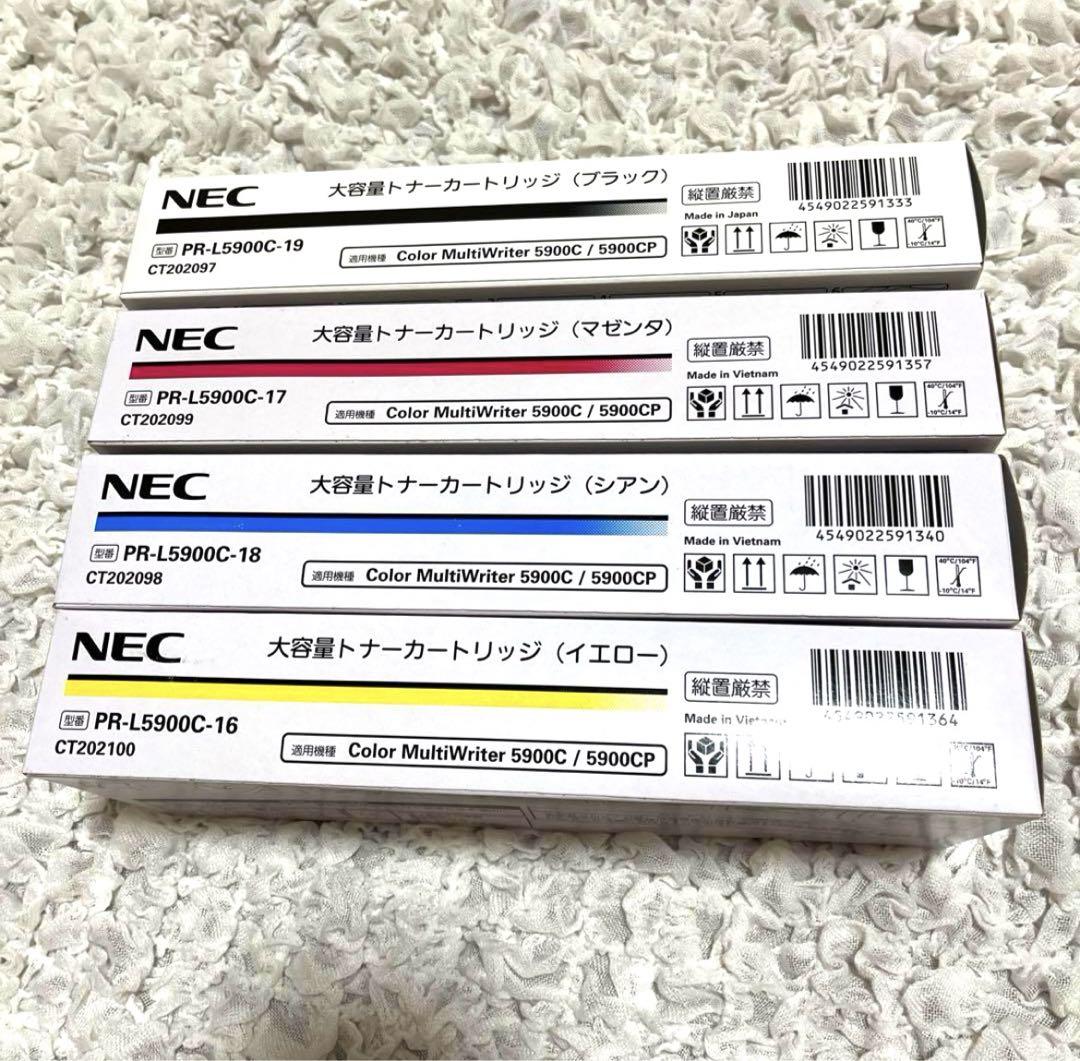 NEC
大容量トナーカートリッジ（ブラック）
縦置厳禁
4549022591333
Made in Japan
型番 PR-L5900C-19
CT202097
適用機種 Color MultiWriter 5900C / 5900CP
40°C/104°F
-10°C/14°F
NEC
大容量トナーカートリッジ（マゼンタ）
縦置厳禁
4549022591357
Made in Vietnam
型番 PR-L5900C-17
CT202099
適用機種 Color MultiWriter 5900C / 5900CP
40°C/104°F
-10°C/14°F
NEC
大容量トナーカートリッジ（シアン）
縦置厳禁
4549022591340
Made in Vietnam
型番 PR-L5900C-18
CT202098
適用機種 Color MultiWriter 5900C / 5900CP
40°C/104°F
-10°C/14°F
NEC
大容量トナーカートリッジ（イエロー）
縦置厳禁
4549022591364
Made in Vietnam
型番 PR-L5900C-16
CT202100
適用機種 Color MultiWriter 5900C / 5900CP
-10°C/14°F